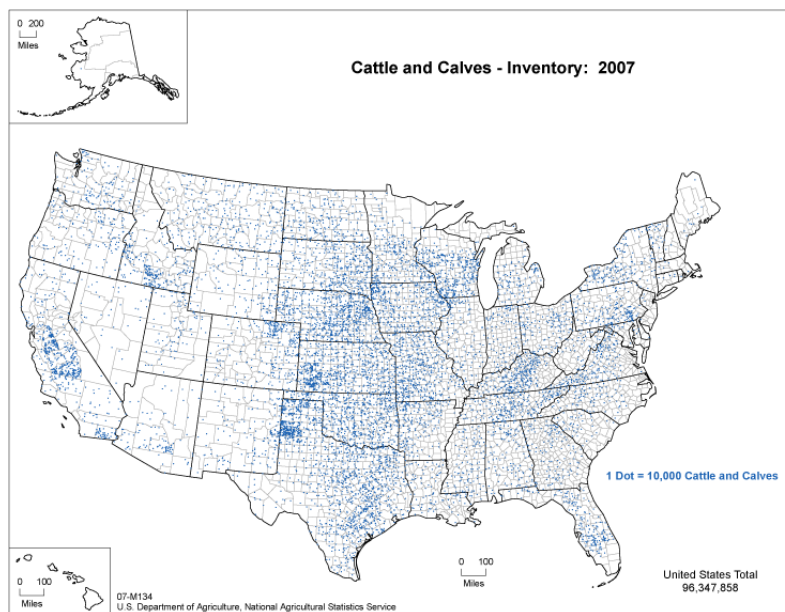 0 200
Miles
Cattle and Calves - Inventory: 2007
1 Dot = 10,000 Cattle and Calves
0 100
Miles
0 100
Miles
United States Total
96,347,858
07-M134
U.S. Department of Agriculture, National Agricultural Statistics Service